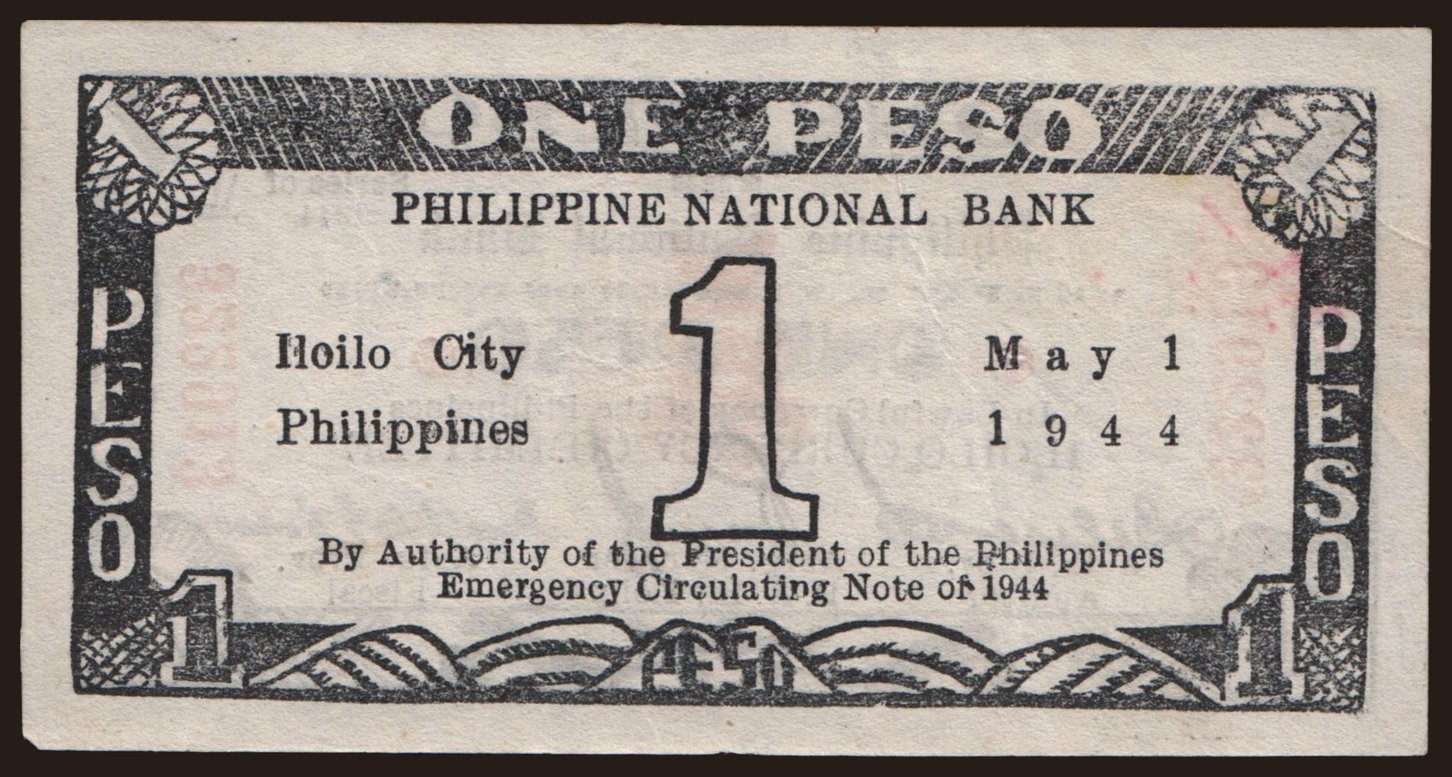 1 ONE PESO 1
PHILIPPINE NATIONAL BANK
PESO
1
PESO
Iloilo City
May 1
Philippines
1944
By Authority of the President of the Philippines
Emergency Circulating Note of 1944
1 PESO 1